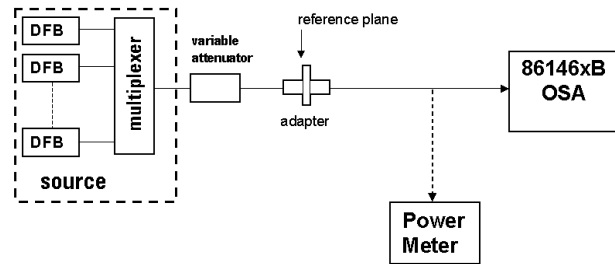 DFB
DFB
DFB
multiplexer
source
variable
attenuator
reference plane
adapter
86146xB
OSA
Power
Meter